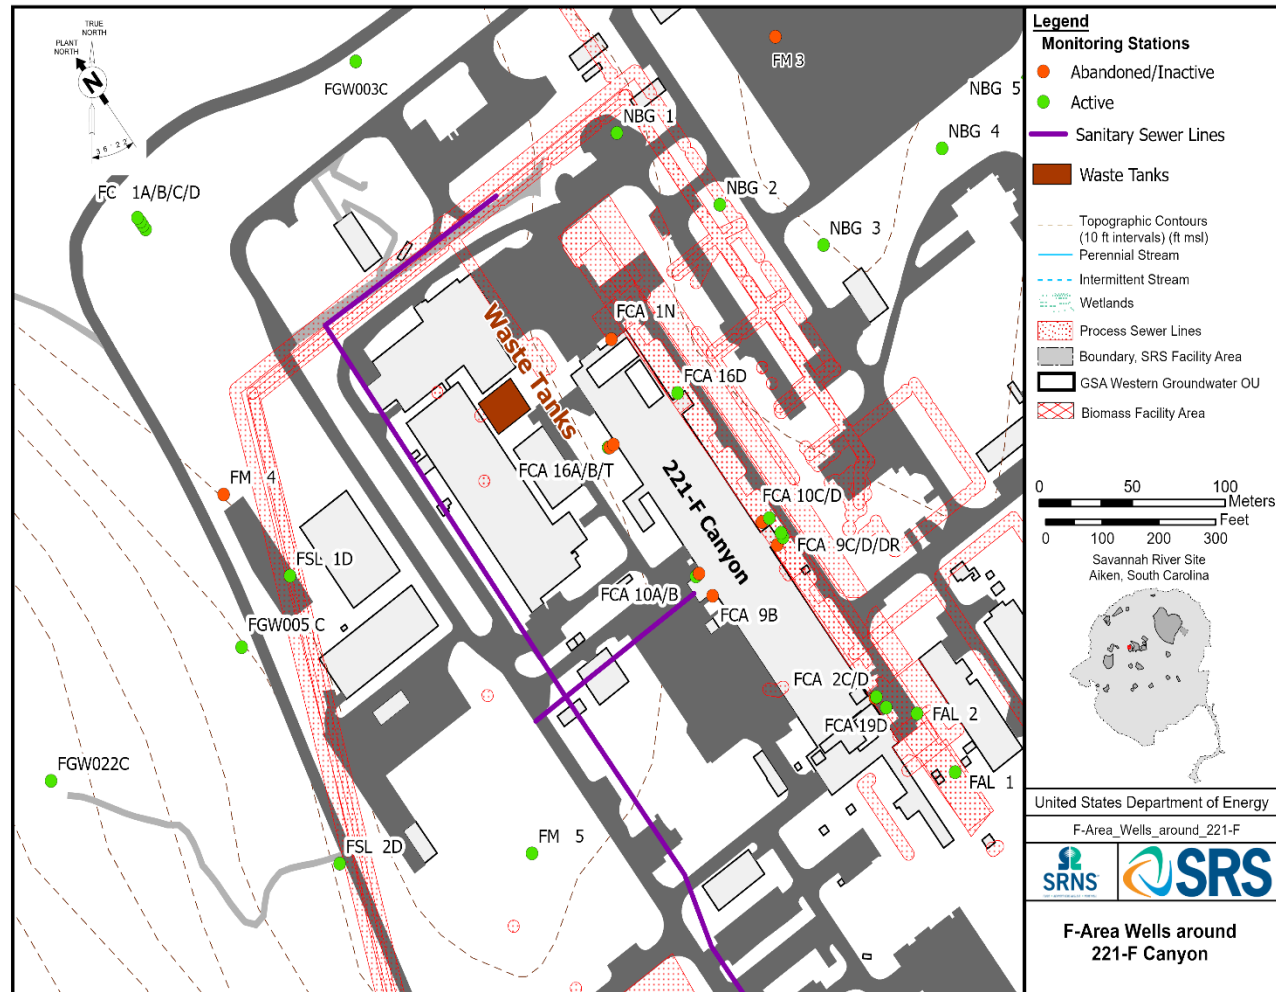 TRUE
NORTH
PLANT
NORTH
N
36°22'
FGW003C
FM 3
NBG 5
NBG 1
NBG 4
FC 1A/B/C/D
NBG 2
NBG 3
Waste Tanks
FCA 1N
FCA 16D
FCA 16A/B/T
221-F Canyon
FM 4
FCA 10C/D
FCA 9C/D/DR
FSL 1D
FCA 10A/B
FCA 9B
FGW005 C
FCA 2C/D
FCA 19D
FAL 2
FGW022C
FAL 1
FSL 2D
FM 5
Legend
Monitoring Stations
Abandoned/Inactive
Active
Sanitary Sewer Lines
Waste Tanks
Topographic Contours
(10 ft intervals) (ft msl)
Perennial Stream
Intermittent Stream
Wetlands
Process Sewer Lines
Boundary, SRS Facility Area
GSA Western Groundwater OU
Biomass Facility Area
0 50 100
Meters
Feet
0 100 200 300
Savannah River Site
Aiken, South Carolina
United States Department of Energy
F-Area_Wells_around_221-F
SRNS
SRS
F-Area Wells around
221-F Canyon